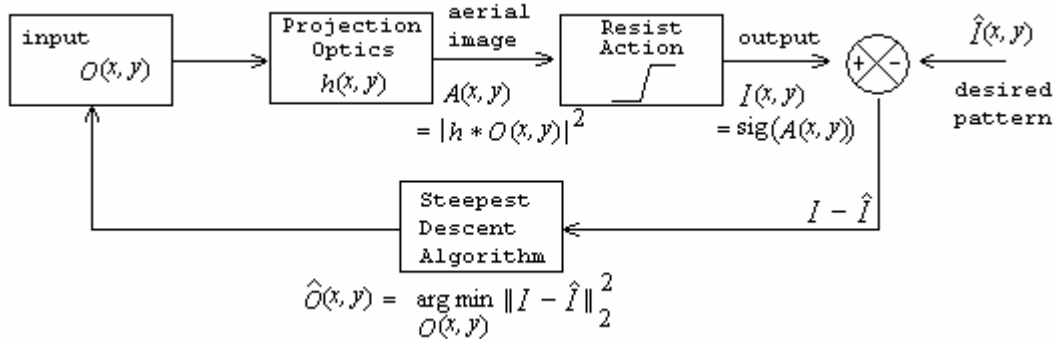 input
O(x, y)
Projection
Optics
h(x, y)
aerial
image
A(x, y)
= |h * O(x, y)|²
Resist
Action
output
I(x, y)
= sig(A(x, y))
+ −
Î(x, y)
desired
pattern
I − Î
Steepest
Descent
Algorithm
Ô(x, y) = arg min ‖ I − Î ‖₂²
O(x, y)